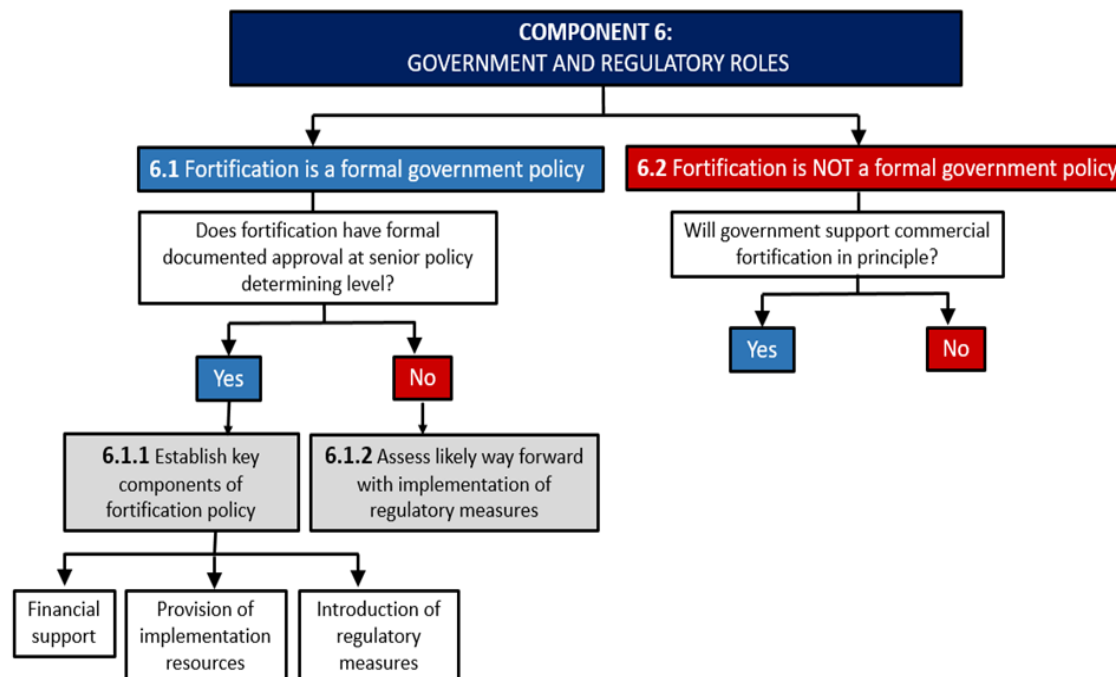 COMPONENT 6:
GOVERNMENT AND REGULATORY ROLES
6.1 Fortification is a formal government policy
6.2 Fortification is NOT a formal government policy
Does fortification have formal
documented approval at senior policy
determining level?
Will government support commercial
fortification in principle?
Yes
No
Yes
No
6.1.1 Establish key
components of
fortification policy
6.1.2 Assess likely way forward
with implementation of
regulatory measures
Financial
support
Provision of
implementation
resources
Introduction of
regulatory
measures